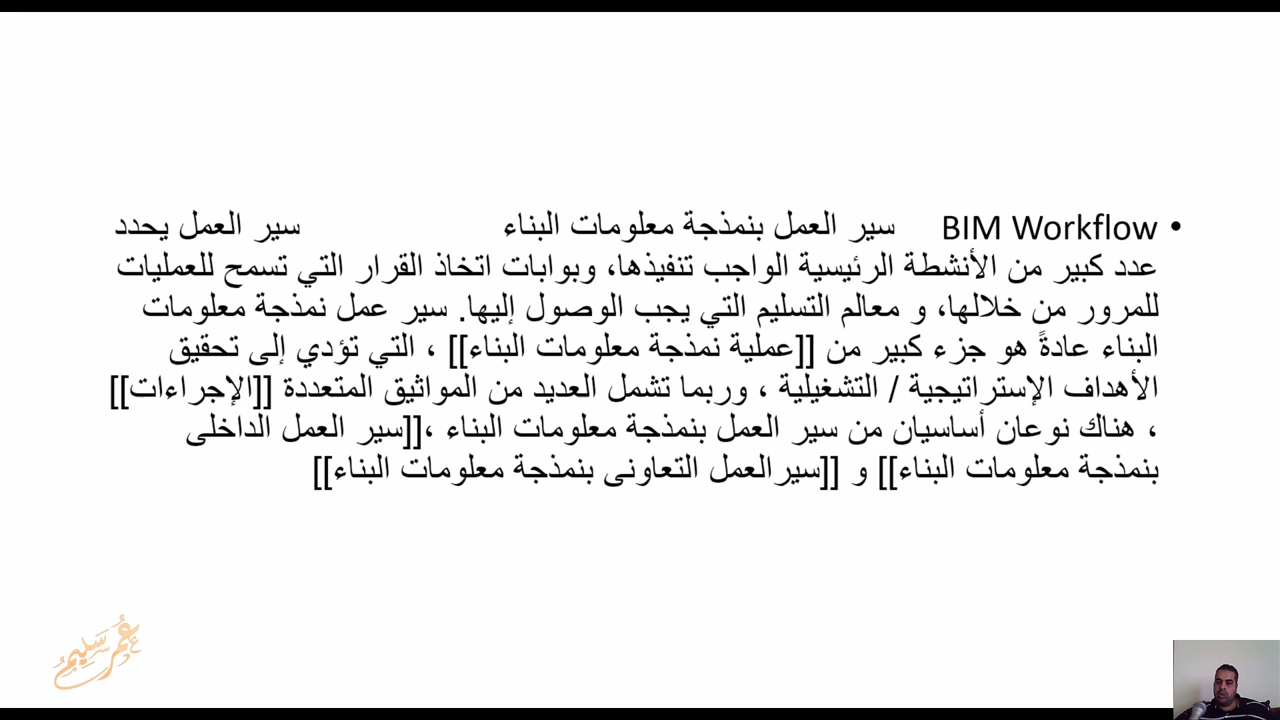 • BIM Workflow سير العمل بنمذجة معلومات البناء سير العمل يحدد
عدد كبير من الأنشطة الرئيسية الواجب تنفيذها، وبوابات اتخاذ القرار التي تسمح للعمليات
للمرور من خلالها، و معالم التسليم التي يجب الوصول إليها. سير عمل نمذجة معلومات
البناء عادةً هو جزء كبير من [[عملية نمذجة معلومات البناء]] ، التي تؤدي إلى تحقيق
الأهداف الإستراتيجية / التشغيلية ، وربما تشمل العديد من المواثيق المتعددة [[الإجراءات]]
، هناك نوعان أساسيان من سير العمل بنمذجة معلومات البناء ،[[سير العمل الداخلى
بنمذجة معلومات البناء]] و [[سيرالعمل التعاونى بنمذجة معلومات البناء]]
عُمر سَليم